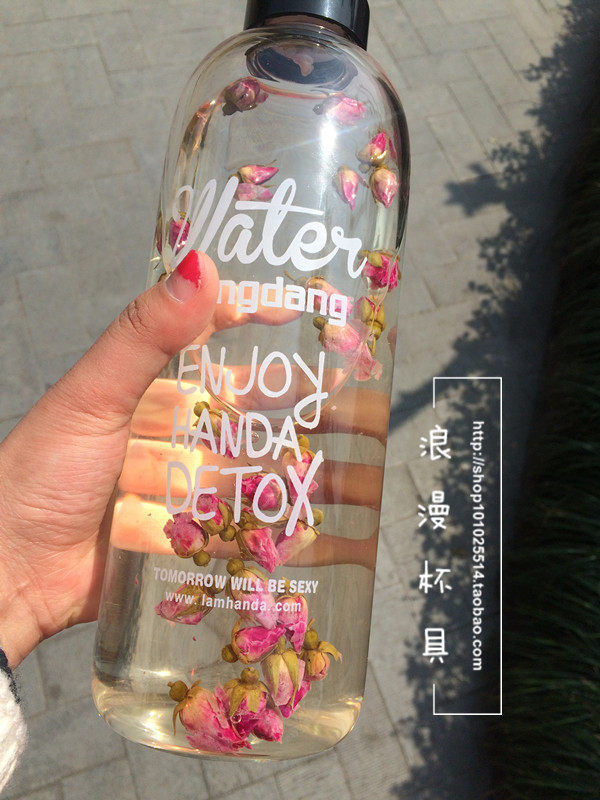 Water
ngdang
ENJOY
HANDA
DETOX
TOMORROW WILL BE SEXY
www.lamhanda.com
浪漫杯具
http://shop101025514.taobao.com